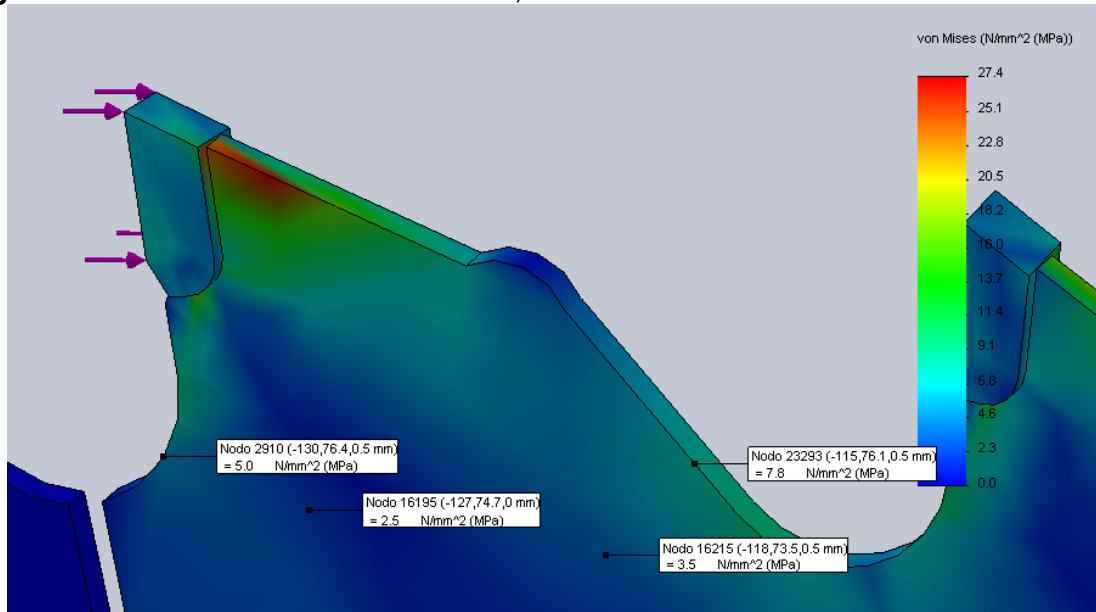 von Mises (N/mm^2 (MPa))
27.4
25.1
22.8
20.5
18.2
16.0
13.7
11.4
9.1
6.8
4.6
2.3
0.0
Nodo 2910 (-130,76.4,0.5 mm)
= 5.0 N/mm^2 (MPa)
Nodo 23293 (-115,76.1,0.5 mm)
= 7.8 N/mm^2 (MPa)
Nodo 16195 (-127,74.7,0 mm)
= 2.5 N/mm^2 (MPa)
Nodo 16215 (-118,73.5,0.5 mm)
= 3.5 N/mm^2 (MPa)